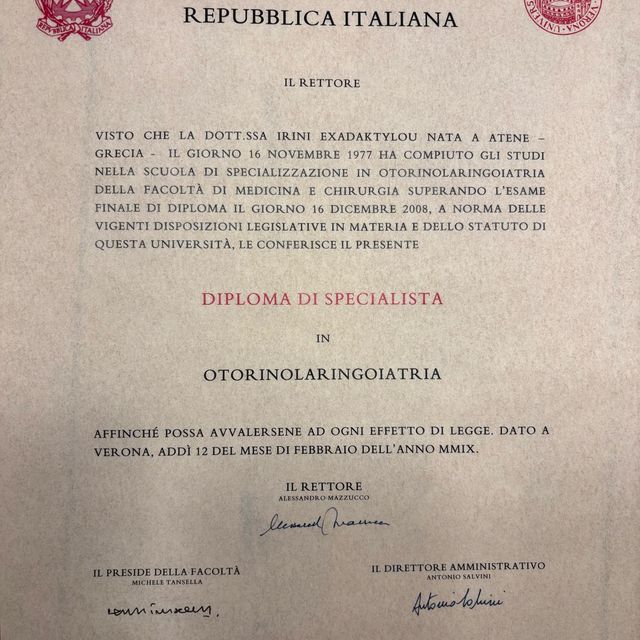 REPUBBLICA ITALIANA
REPVBBLICA ITALIANA
IL RETTORE
VISTO CHE LA DOTT.SSA IRINI EXADAKTYLOU NATA A ATENE –
GRECIA - IL GIORNO 16 NOVEMBRE 1977 HA COMPIUTO GLI STUDI
NELLA SCUOLA DI SPECIALIZZAZIONE IN OTORINOLARINGOIATRIA
DELLA FACOLTÀ DI MEDICINA E CHIRURGIA SUPERANDO L'ESAME
FINALE DI DIPLOMA IL GIORNO 16 DICEMBRE 2008, A NORMA DELLE
VIGENTI DISPOSIZIONI LEGISLATIVE IN MATERIA E DELLO STATUTO DI
QUESTA UNIVERSITÀ, LE CONFERISCE IL PRESENTE
DIPLOMA DI SPECIALISTA
IN
OTORINOLARINGOIATRIA
AFFINCHÉ POSSA AVVALERSENE AD OGNI EFFETTO DI LEGGE. DATO A
VERONA, ADDÌ 12 DEL MESE DI FEBBRAIO DELL'ANNO MMIX.
IL RETTORE
ALESSANDRO MAZZUCCO
IL PRESIDE DELLA FACOLTÀ
MICHELE TANSELLA
IL DIRETTORE AMMINISTRATIVO
ANTONIO SALVINI
Antonio Salvini